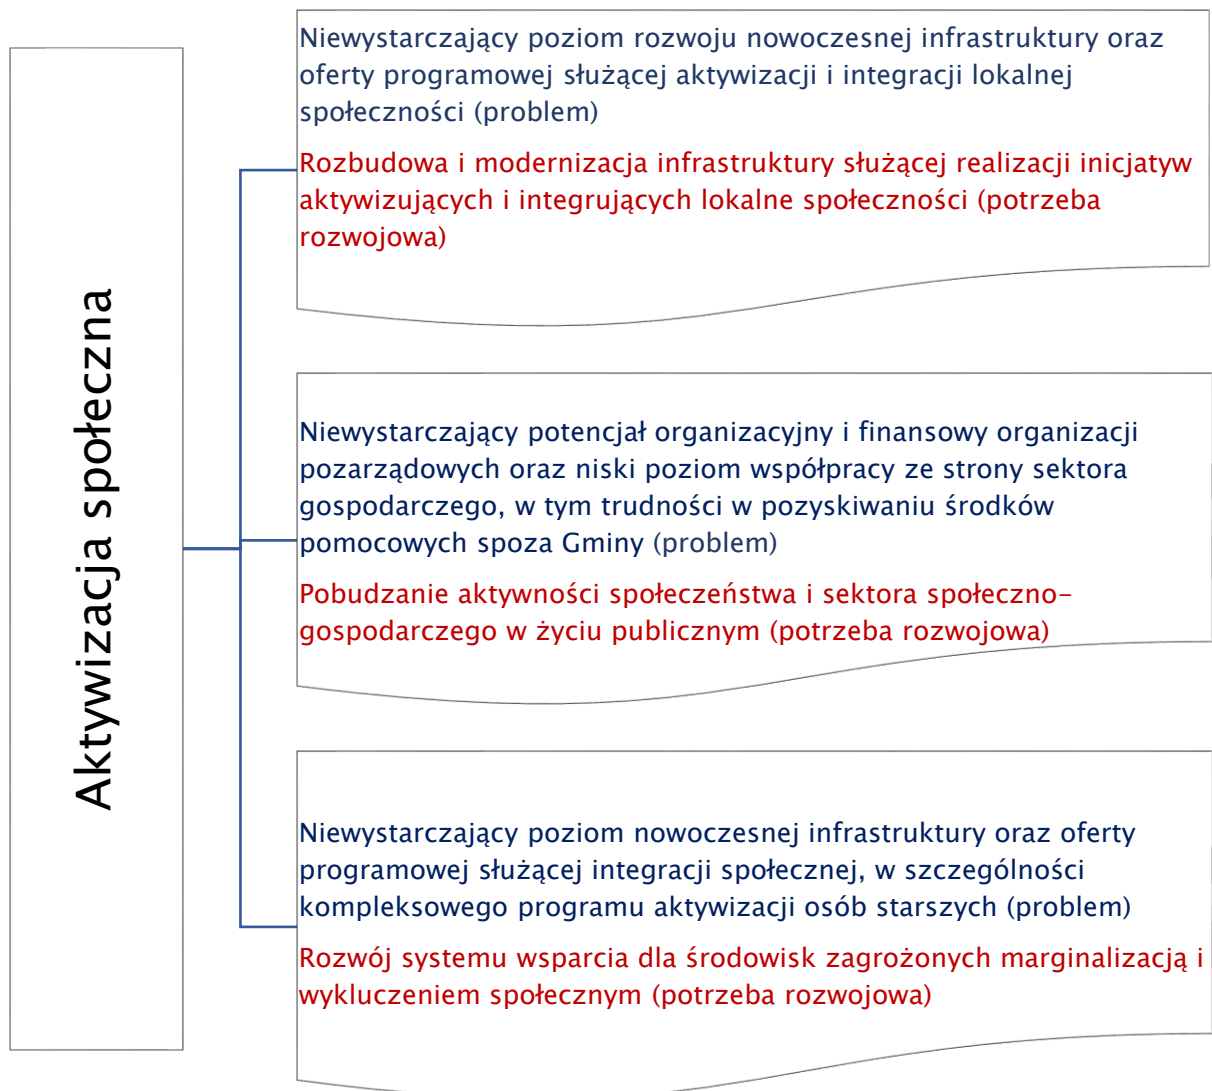 Aktywizacja społeczna
Niewystarczający poziom rozwoju nowoczesnej infrastruktury oraz
oferty programowej służącej aktywizacji i integracji lokalnej
społeczności (problem)
Rozbudowa i modernizacja infrastruktury służącej realizacji inicjatyw
aktywizujących i integrujących lokalne społeczności (potrzeba
rozwojowa)
Niewystarczający potencjał organizacyjny i finansowy organizacji
pozarządowych oraz niski poziom współpracy ze strony sektora
gospodarczego, w tym trudności w pozyskiwaniu środków
pomocowych spoza Gminy (problem)
Pobudzanie aktywności społeczeństwa i sektora społeczno-
gospodarczego w życiu publicznym (potrzeba rozwojowa)
Niewystarczający poziom nowoczesnej infrastruktury oraz oferty
programowej służącej integracji społecznej, w szczególności
kompleksowego programu aktywizacji osób starszych (problem)
Rozwój systemu wsparcia dla środowisk zagrożonych marginalizacją i
wykluczeniem społecznym (potrzeba rozwojowa)